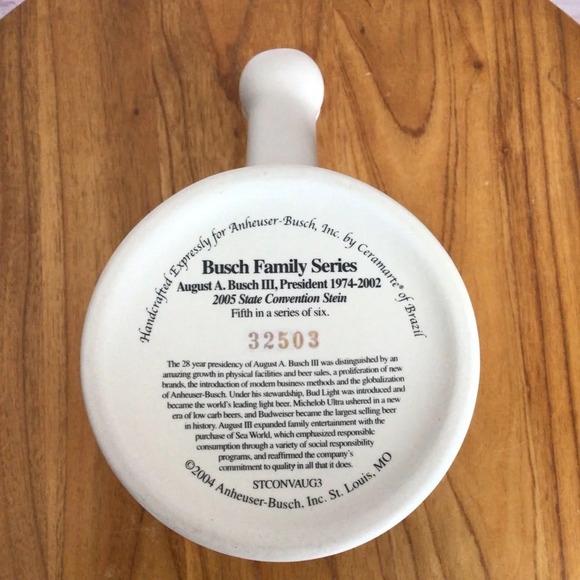 Handcrafted Expressly for Anheuser-Busch, Inc. by Ceramarte® of Brazil
Busch Family Series
August A. Busch III, President 1974-2002
2005 State Convention Stein
Fifth in a series of six.
32503
The 28 year presidency of August A. Busch III was distinguished by an
amazing growth in physical facilities and beer sales, a proliferation of new
brands, the introduction of modern business methods and the globalization
of Anheuser-Busch. Under his stewardship, Bud Light was introduced and
became the world's leading light beer. Michelob Ultra ushered in a new
era of low carb beers, and Budweiser became the largest selling beer
in history. August III expanded family entertainment with the
purchase of Sea World, which emphasized responsible
consumption through a variety of social responsibility
programs, and reaffirmed the company's
commitment to quality in all that it does.
STCONVAUG3
©2004 Anheuser-Busch, Inc. St. Louis, MO